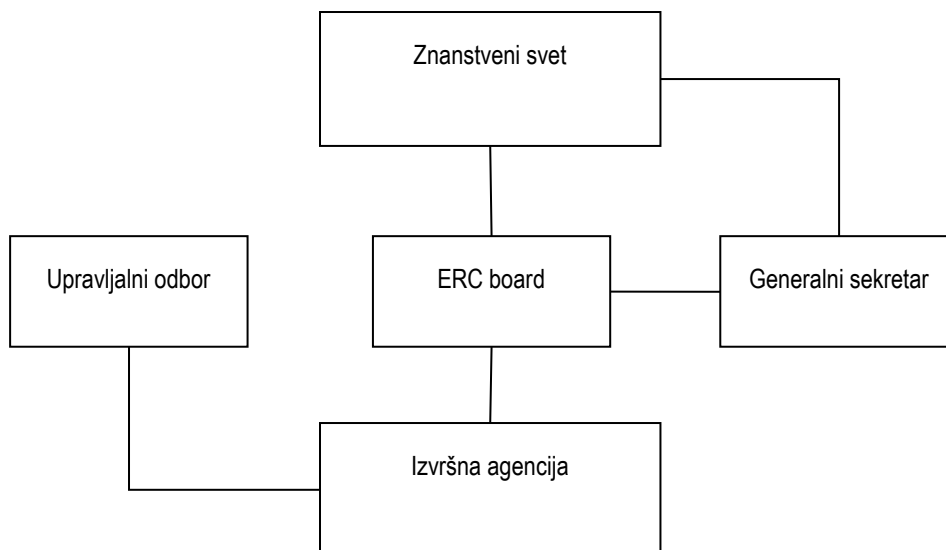 Znanstveni svet
Upravljalni odbor
ERC board
Generalni sekretar
Izvršna agencija